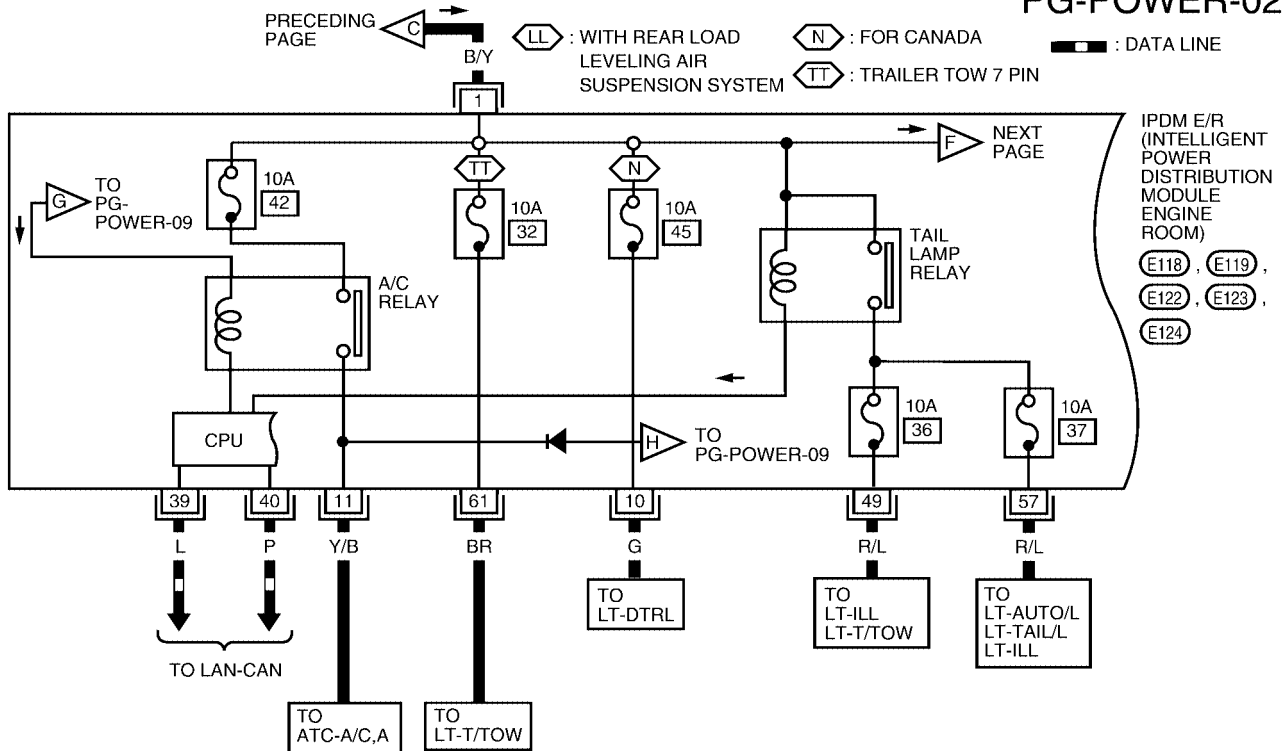 PG-POWER-02
PRECEDING
PAGE
C
B/Y
LL : WITH REAR LOAD
LEVELING AIR
SUSPENSION SYSTEM
N : FOR CANADA
TT : TRAILER TOW 7 PIN
: DATA LINE
1
IPDM E/R
(INTELLIGENT
POWER
DISTRIBUTION
MODULE
ENGINE
ROOM)
E118 , E119 ,
E122 , E123 ,
E124
F
NEXT
PAGE
G
TO
PG-
POWER-09
10A
42
TT
10A
32
N
10A
45
TAIL
LAMP
RELAY
A/C
RELAY
CPU
H
TO
PG-POWER-09
10A
36
10A
37
39
40
11
61
10
49
57
L
P
Y/B
BR
G
R/L
R/L
TO
LT-DTRL
TO
LT-ILL
LT-T/TOW
TO
LT-AUTO/L
LT-TAIL/L
LT-ILL
TO LAN-CAN
TO
ATC-A/C,A
TO
LT-T/TOW